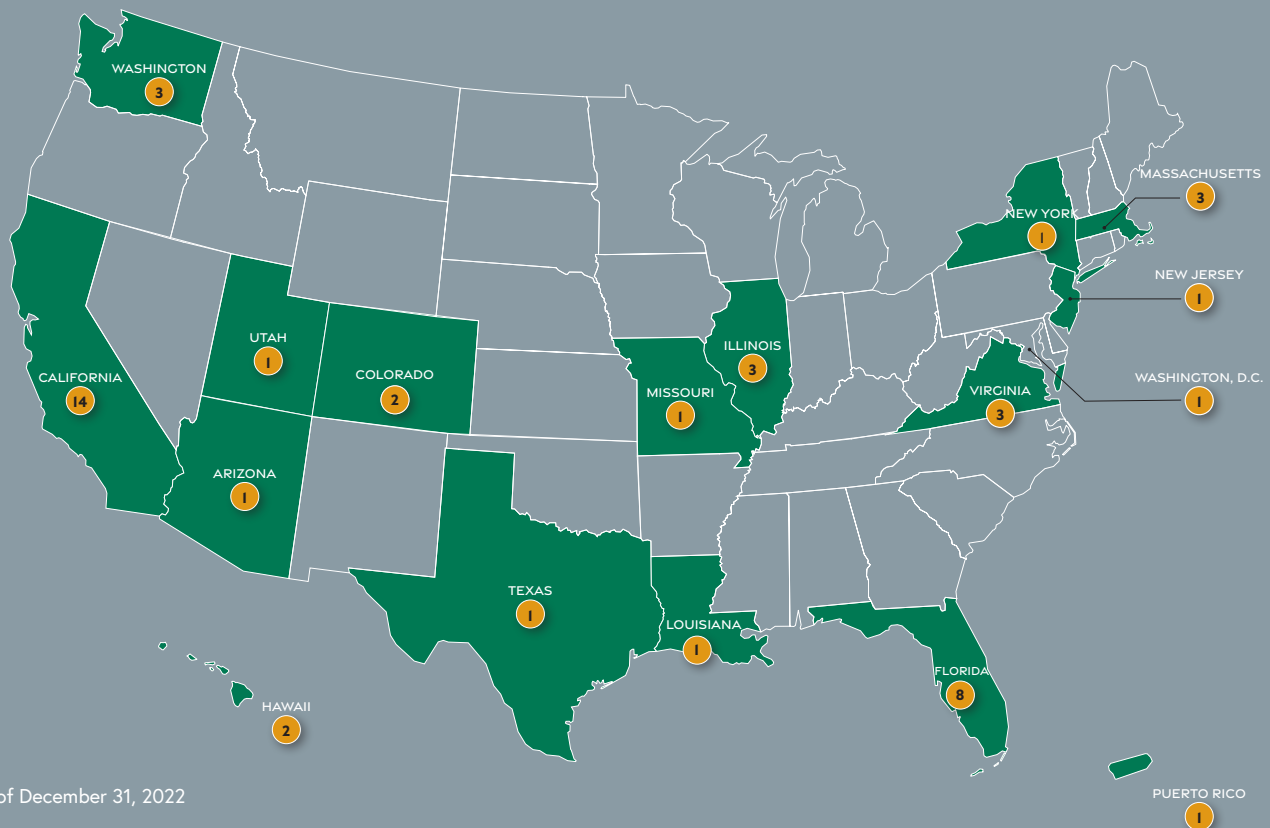 WASHINGTON
3
MASSACHUSETTS
3
NEW YORK
1
NEW JERSEY
1
UTAH
1
ILLINOIS
3
COLORADO
2
CALIFORNIA
14
MISSOURI
1
VIRGINIA
3
WASHINGTON, D.C.
1
ARIZONA
1
TEXAS
1
LOUISIANA
1
FLORIDA
8
HAWAII
2
of December 31, 2022
PUERTO RICO
1